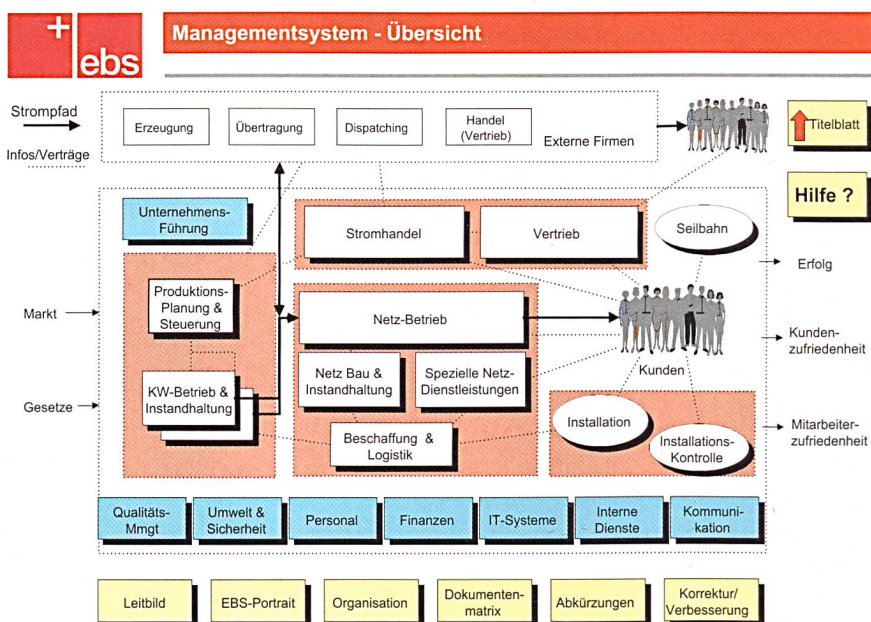 +
ebs
Managementsystem - Übersicht
Strompfad
Infos/Verträge
Erzeugung
Übertragung
Dispatching
Handel
(Vertrieb)
Externe Firmen
Titelblatt
Hilfe ?
Unternehmens-
Führung
Stromhandel
Vertrieb
Seilbahn
Erfolg
Markt
Produktions-
Planung &
Steuerung
Netz-Betrieb
Kunden-
zufriedenheit
Kunden
Gesetze
KW-Betrieb &
Instandhaltung
Netz Bau &
Instandhaltung
Spezielle Netz-
Dienstleistungen
Beschaffung &
Logistik
Installation
Installations-
Kontrolle
Mitarbeiter-
zufriedenheit
Qualitäts-
Mmgt
Umwelt &
Sicherheit
Personal
Finanzen
IT-Systeme
Interne
Dienste
Kommuni-
kation
Leitbild
EBS-Portrait
Organisation
Dokumenten-
matrix
Abkürzungen
Korrektur/
Verbesserung